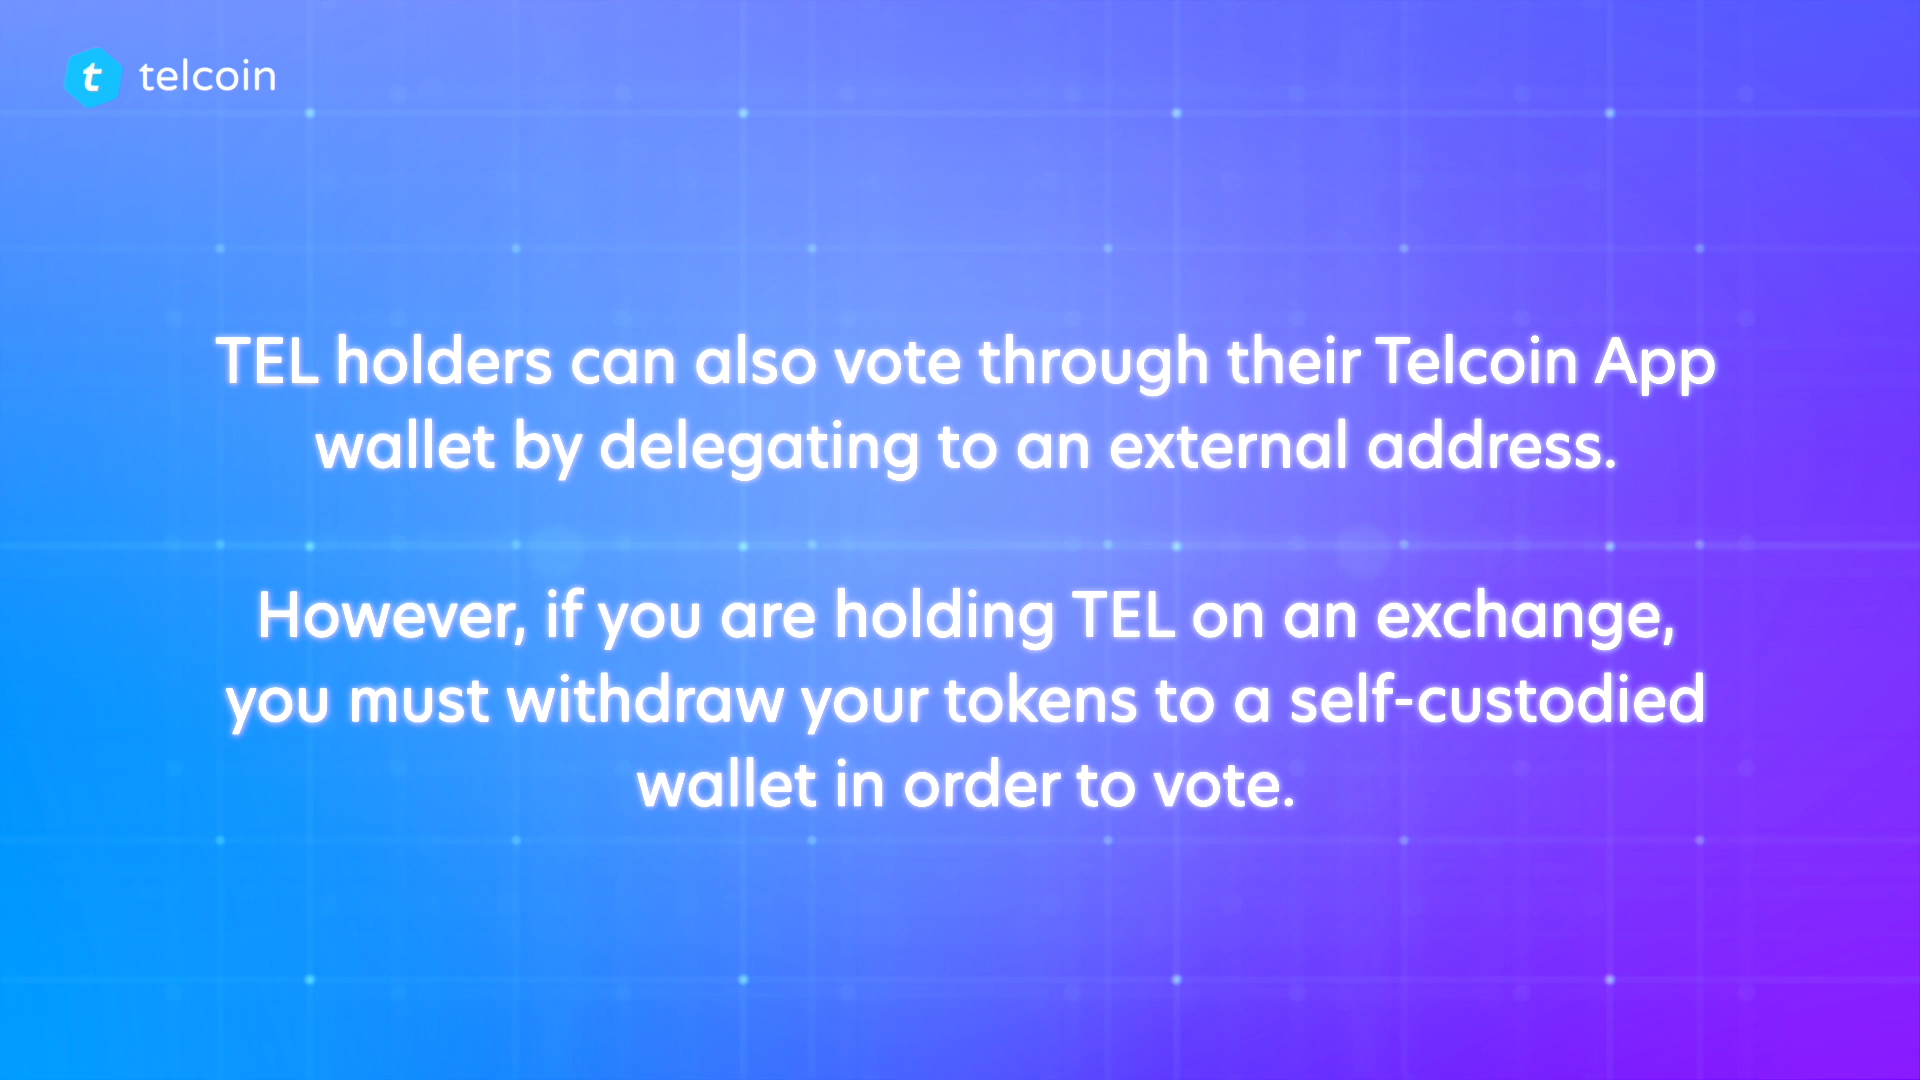 telcoin
TEL holders can also vote through their Telcoin App
wallet by delegating to an external address.
However, if you are holding TEL on an exchange,
you must withdraw your tokens to a self-custodied
wallet in order to vote.